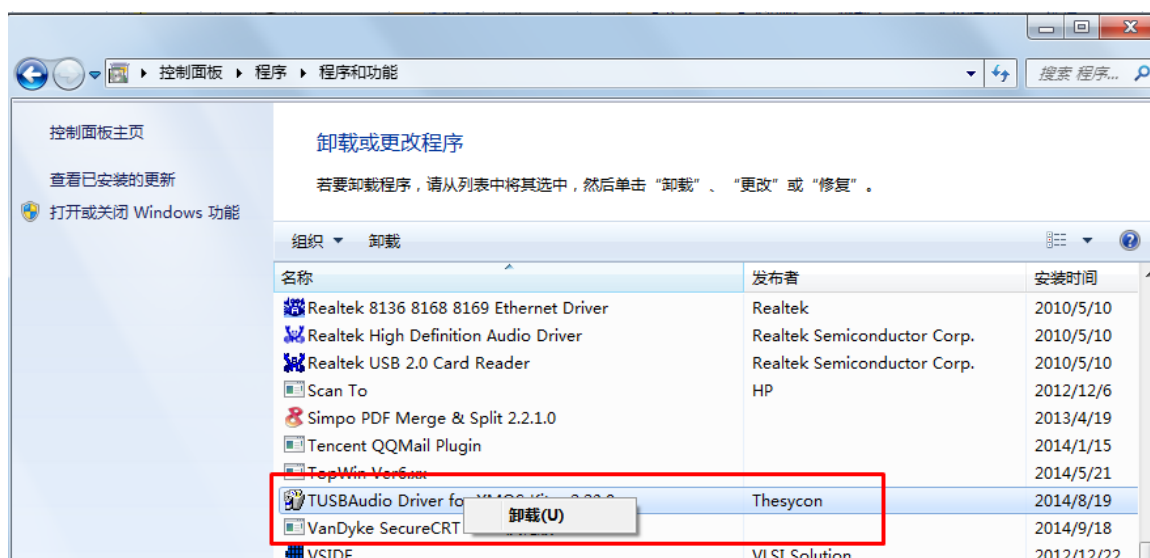 控制面板 ▸ 程序 ▸ 程序和功能
搜索 程序...
控制面板主页
查看已安装的更新
打开或关闭 Windows 功能
卸载或更改程序
若要卸载程序，请从列表中将其选中，然后单击“卸载”、“更改”或“修复”。
组织 卸载
名称 发布者 安装时间
Realtek 8136 8168 8169 Ethernet Driver Realtek 2010/5/10
Realtek High Definition Audio Driver Realtek Semiconductor Corp. 2010/5/10
Realtek USB 2.0 Card Reader Realtek Semiconductor Corp. 2010/5/10
Scan To HP 2012/12/6
Simpo PDF Merge & Split 2.2.1.0 2013/4/19
Tencent QQMail Plugin 2014/1/15
TopWin Ver6.xx 2014/5/21
TUSBAudio Driver Thesycon 2014/8/19
卸载(U)
VanDyke SecureCRT 2014/9/18
VSIDE VLSI Solution 2012/12/22